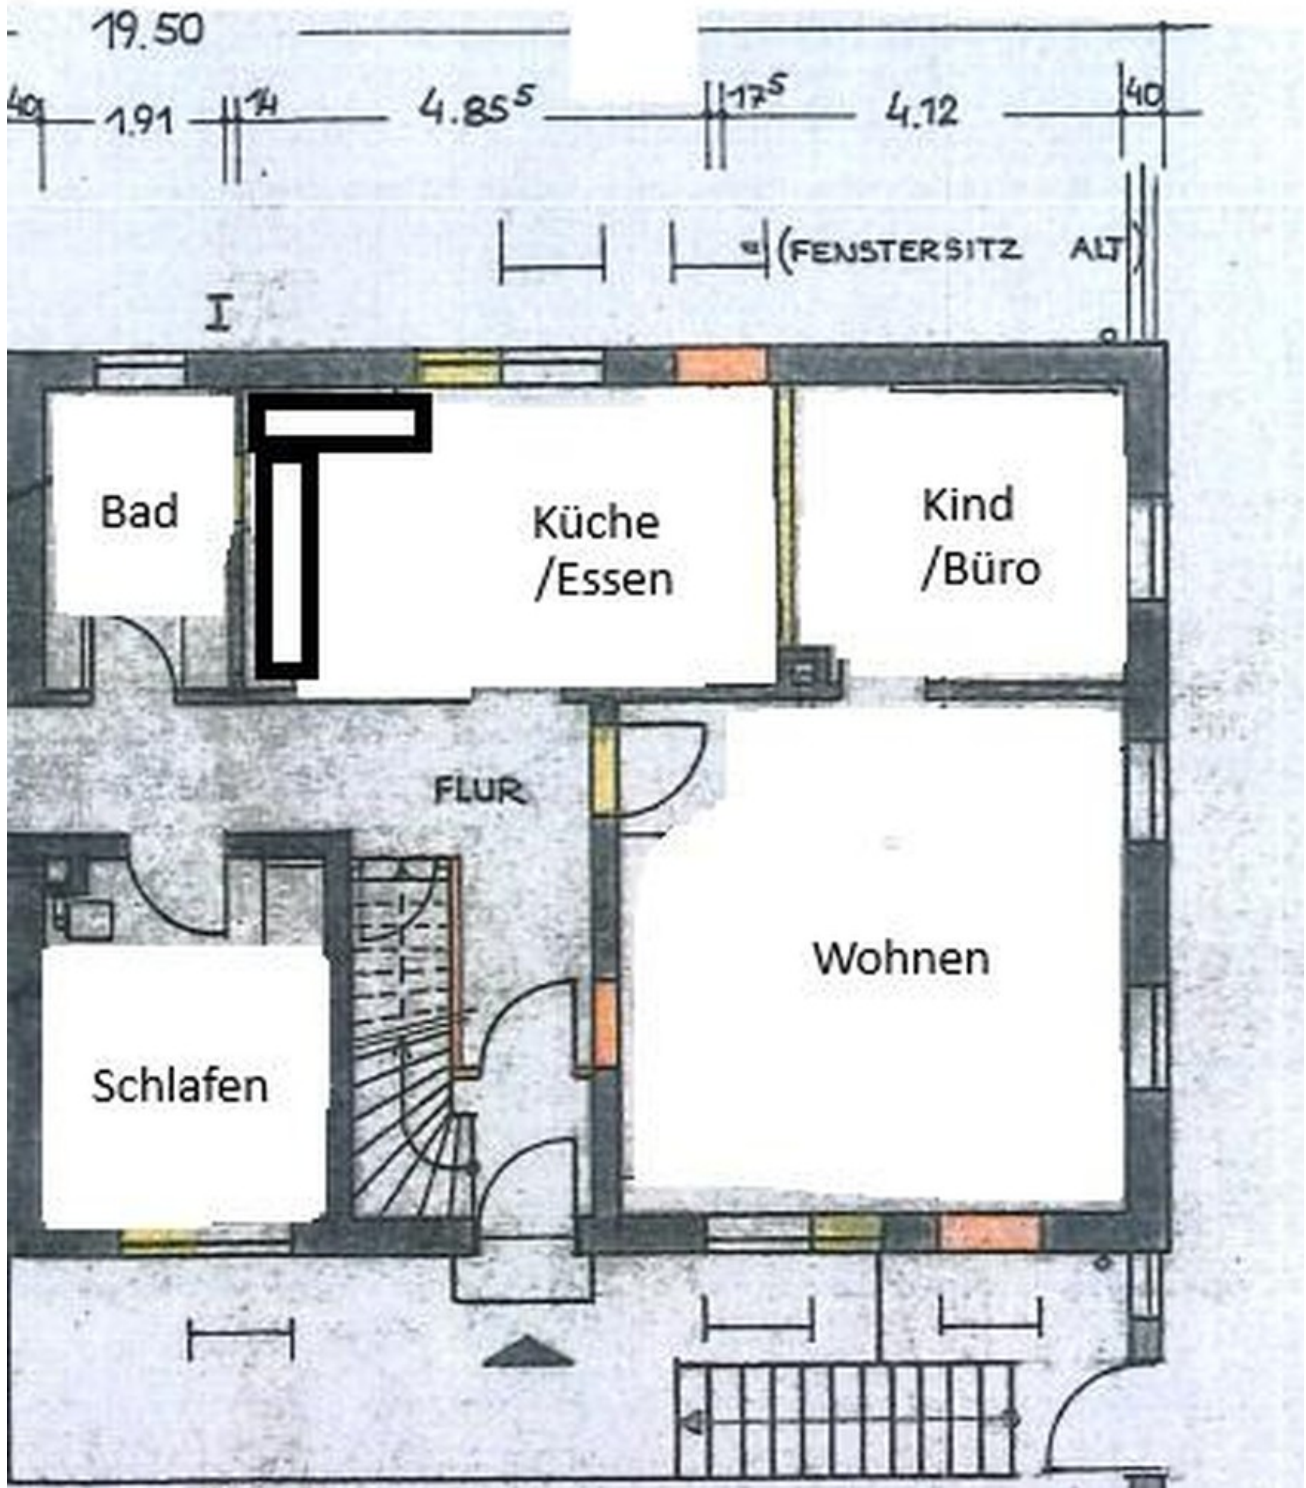 19.50
40 1.91 14 4.85⁵ 17⁵ 4.12 40
(FENSTERSITZ ALT)
I
Bad
Küche
/Essen
Kind
/Büro
FLUR
Wohnen
Schlafen